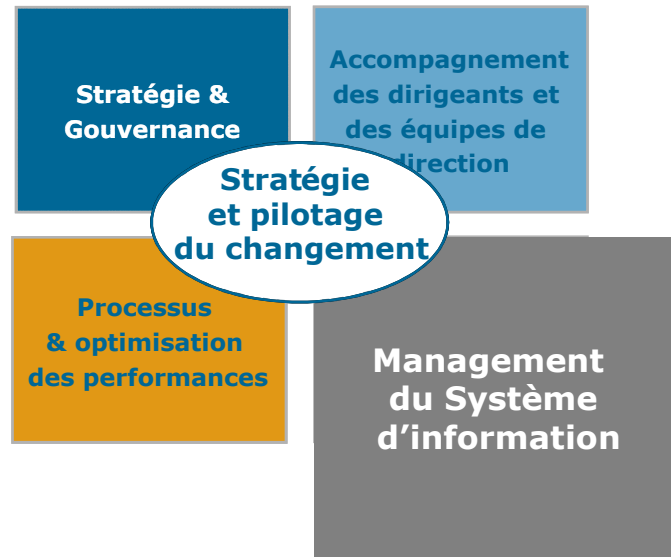 Stratégie &
Gouvernance
Accompagnement
des dirigeants et
des équipes de
direction
Stratégie
et pilotage
du changement
Processus
& optimisation
des performances
Management
du Système
d’information